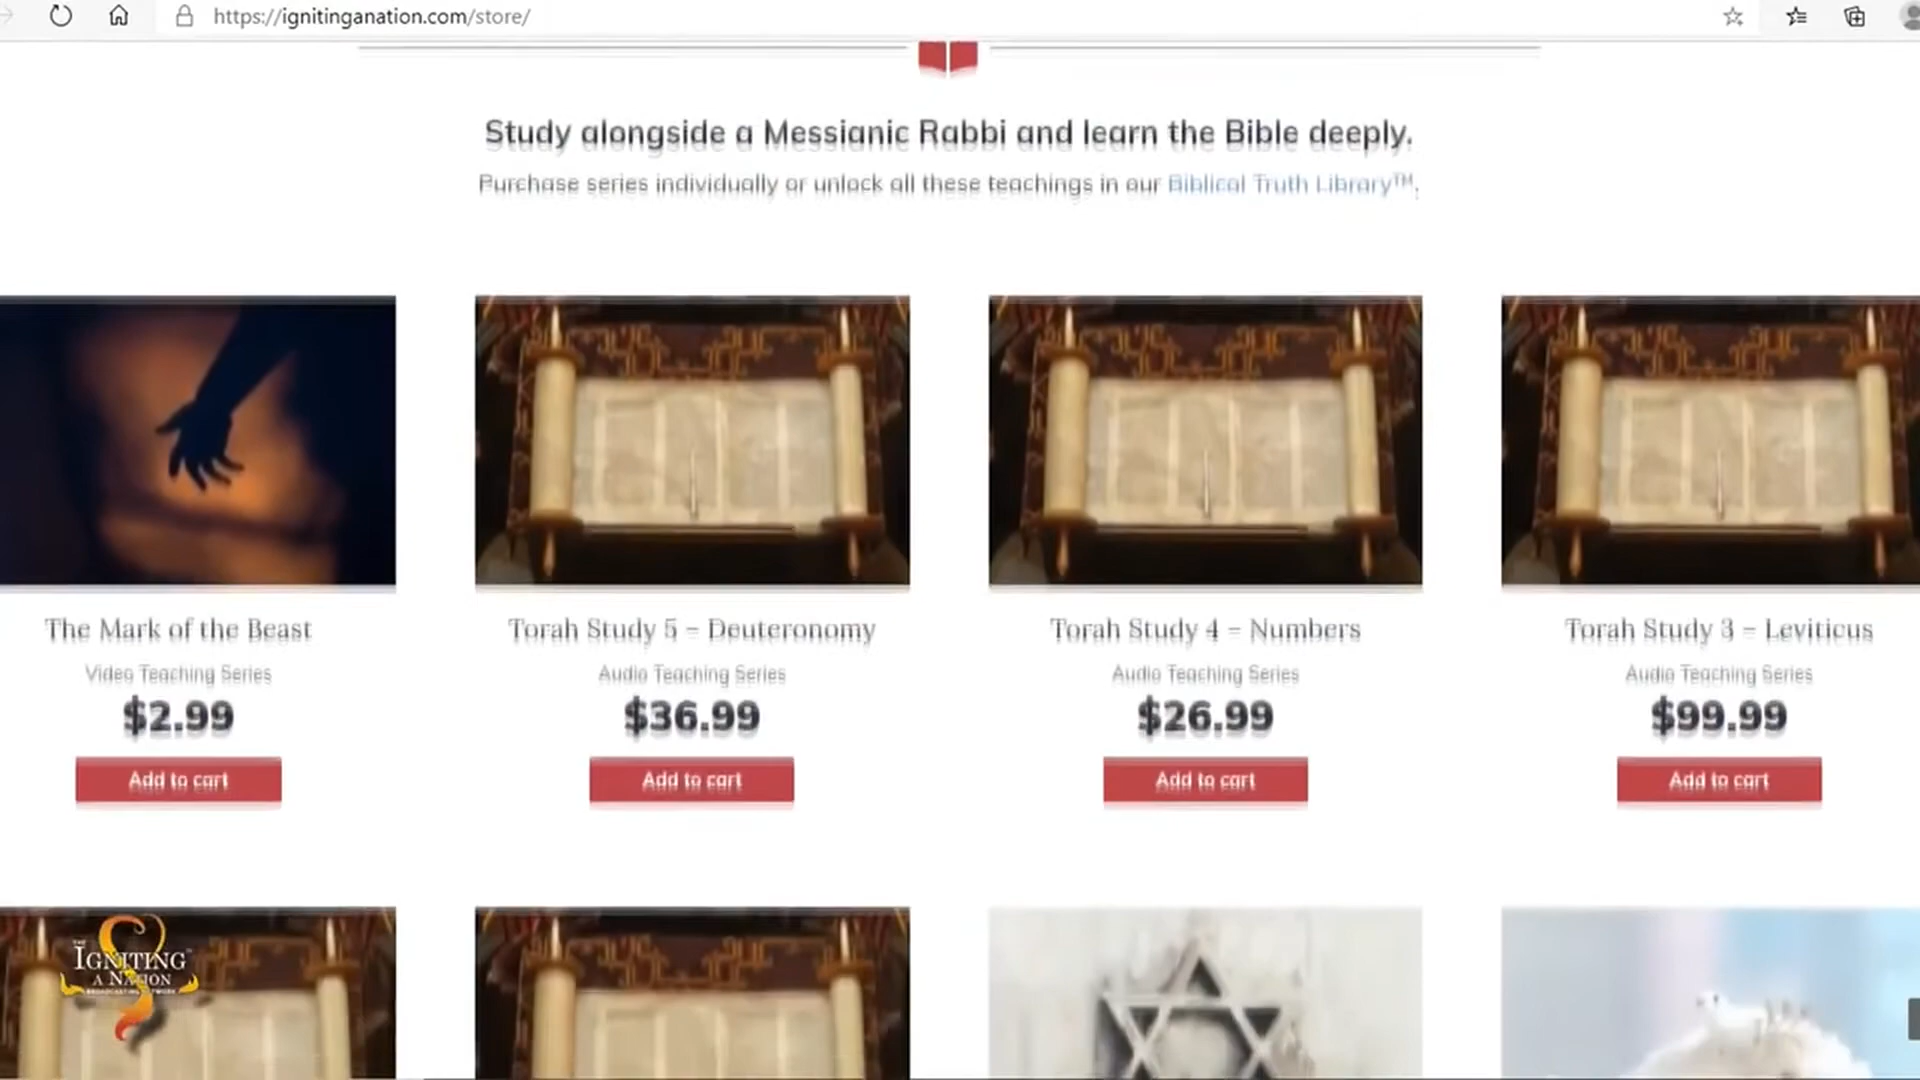 https://ignitinganation.com/store/
Study alongside a Messianic Rabbi and learn the Bible deeply.
Purchase series individually or unlock all these teachings in our Biblical Truth Library™.
The Mark of the Beast
Video Teaching Series
$2.99
Add to cart
Torah Study 5 – Deuteronomy
Audio Teaching Series
$36.99
Add to cart
Torah Study 4 – Numbers
Audio Teaching Series
$26.99
Add to cart
Torah Study 3 – Leviticus
Audio Teaching Series
$99.99
Add to cart
THE
IGNITING
A NATION
BROADCASTING NETWORK